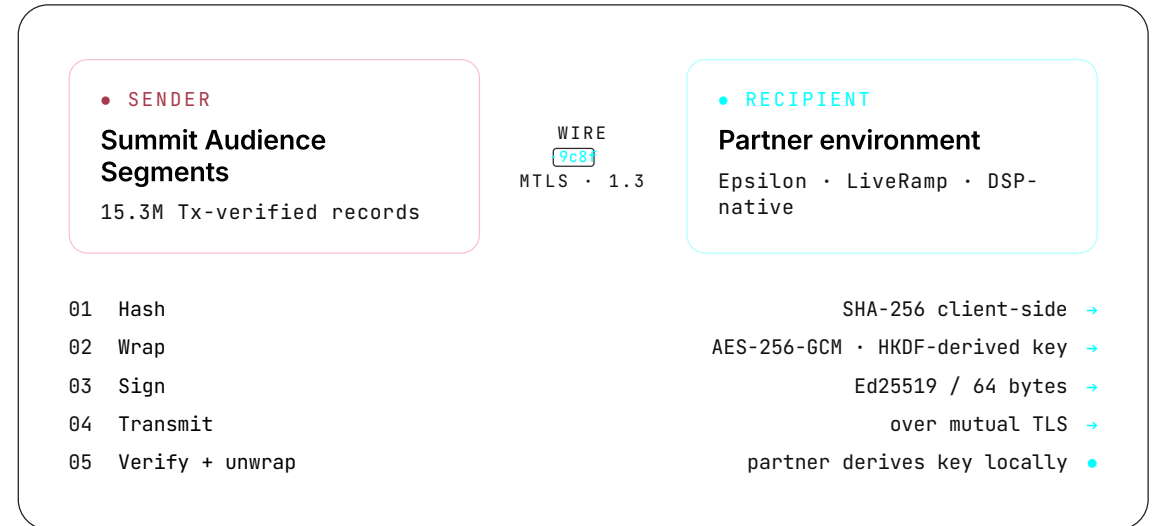 SENDER
Summit Audience
Segments
15.3M Tx-verified records
WIRE
9c8f
MTLS · 1.3
RECIPIENT
Partner environment
Epsilon · LiveRamp · DSP-
native
01 Hash SHA-256 client-side →
02 Wrap AES-256-GCM · HKDF-derived key →
03 Sign Ed25519 / 64 bytes →
04 Transmit over mutual TLS →
05 Verify + unwrap partner derives key locally